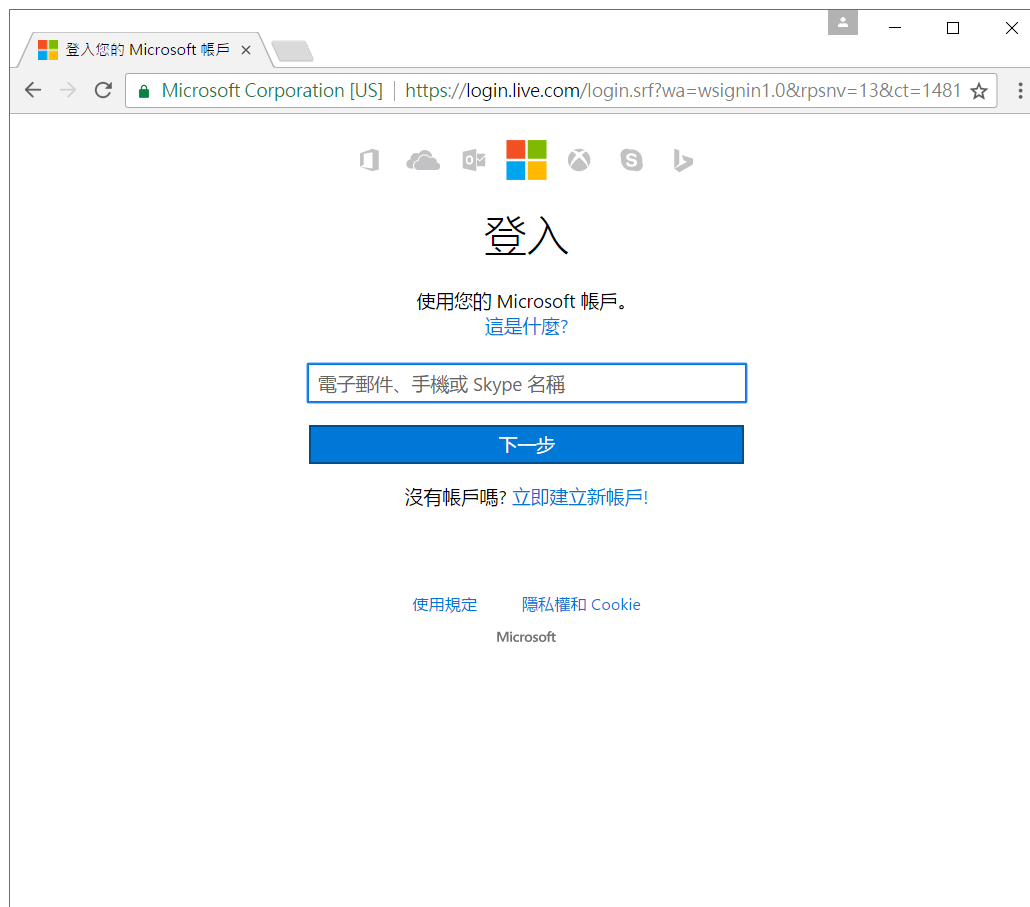 登入您的 Microsoft 帳戶
Microsoft Corporation [US] | https://login.live.com/login.srf?wa=wsignin1.0&rpsnv=13&ct=1481
登入
使用您的 Microsoft 帳戶。
這是什麼?
電子郵件、手機或 Skype 名稱
下一步
沒有帳戶嗎? 立即建立新帳戶!
使用規定 隱私權和 Cookie
Microsoft